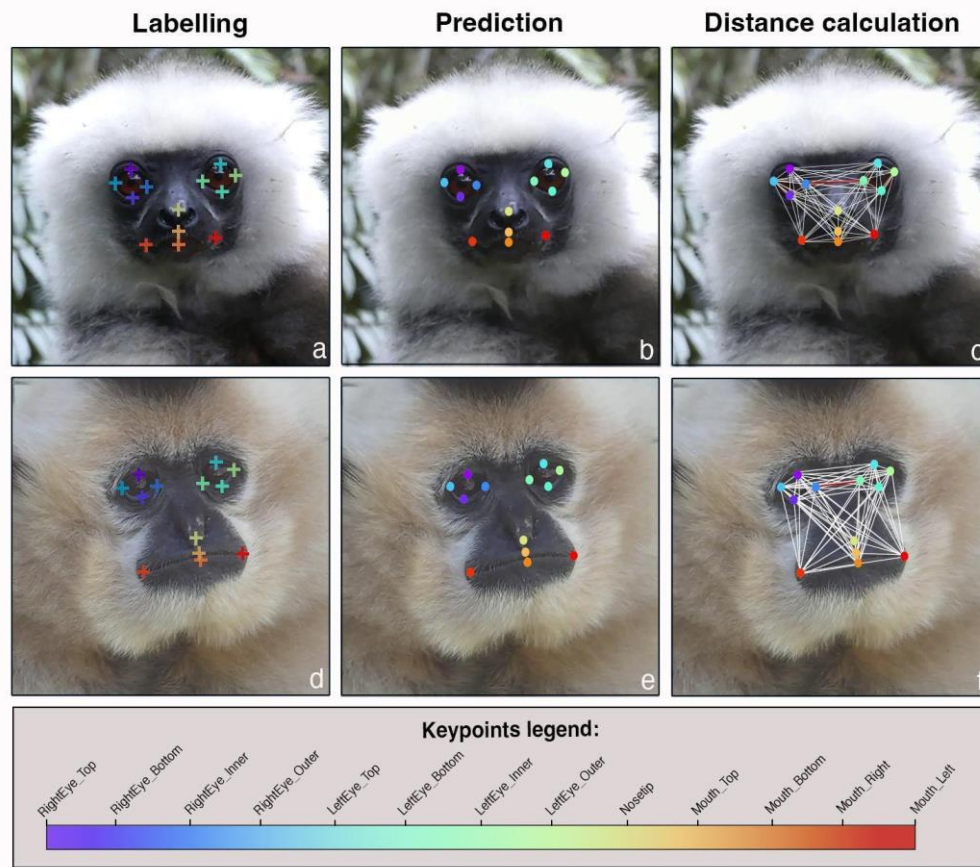 Labelling Prediction Distance calculation
a b c
d e f
Keypoints legend:
RightEye_Top RightEye_Bottom RightEye_Inner RightEye_Outer LeftEye_Top LeftEye_Bottom LeftEye_Inner LeftEye_Outer Nosetip Mouth_Top Mouth_Bottom Mouth_Right Mouth_Left